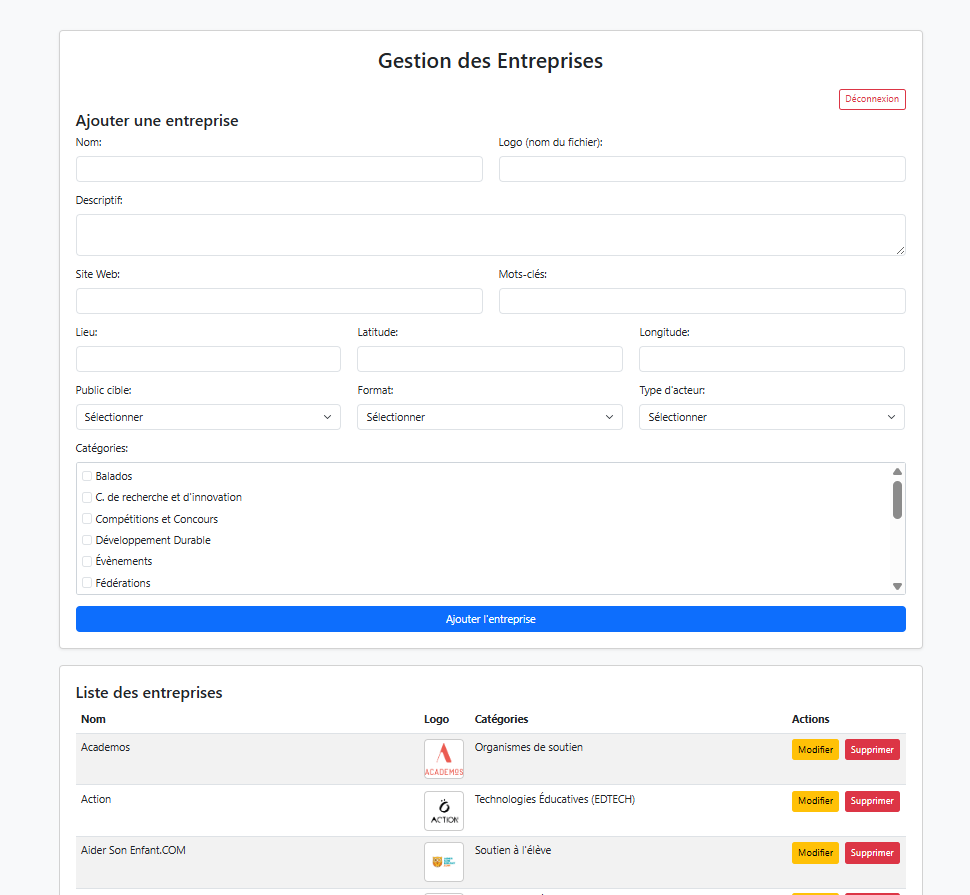 Gestion des Entreprises
Déconnexion
Ajouter une entreprise
Nom: Logo (nom du fichier):
Descriptif:
Site Web: Mots-clés:
Lieu: Latitude: Longitude:
Public cible: Format: Type d'acteur:
Sélectionner Sélectionner Sélectionner
Catégories:
Balados
C. de recherche et d'innovation
Compétitions et Concours
Développement Durable
Évènements
Fédérations
Ajouter l'entreprise
Liste des entreprises
Nom Logo Catégories Actions
Academos ACADEMOS Organismes de soutien Modifier Supprimer
Action ACTION Technologies Éducatives (EDTECH) Modifier Supprimer
Aider Son Enfant.COM Soutien à l'élève Modifier Supprimer